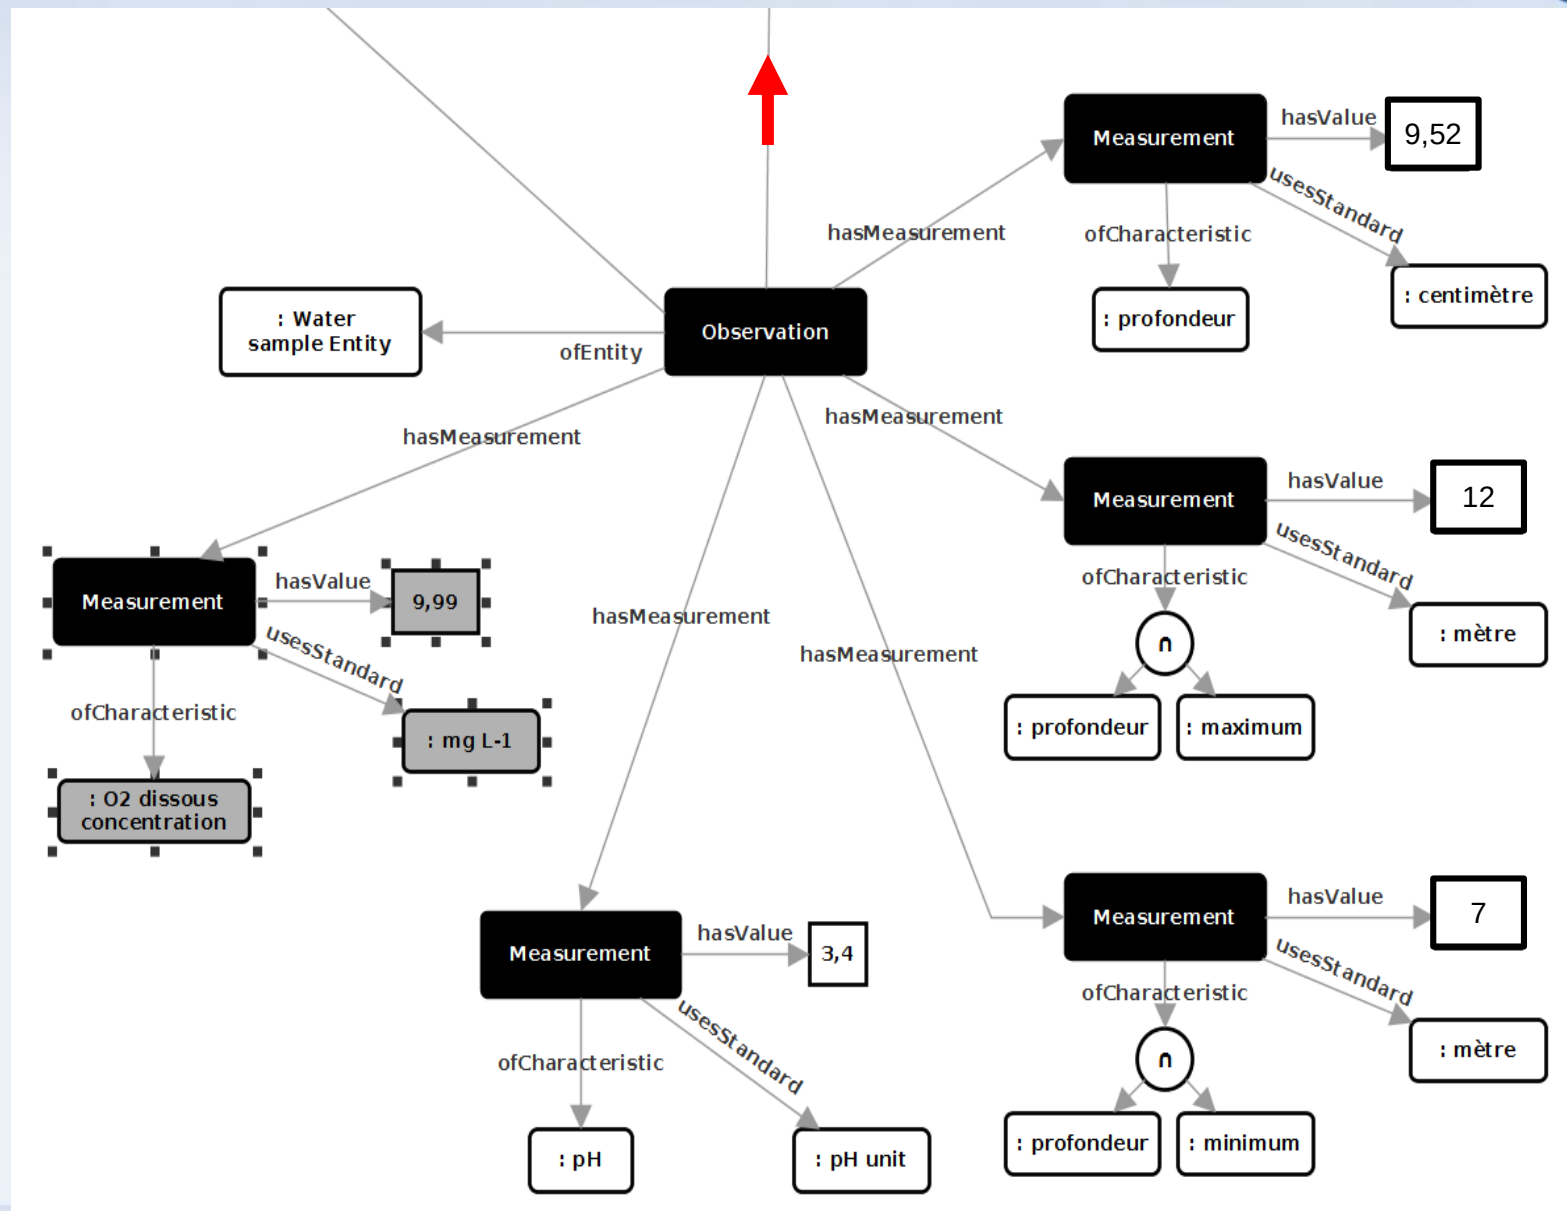 Measurement
hasValue
9,52
usesStandard
ofCharacteristic
hasMeasurement
: centimètre
: profondeur
: Water
sample Entity
Observation
ofEntity
hasMeasurement
hasMeasurement
Measurement
hasValue
12
usesStandard
ofCharacteristic
∩
: mètre
: profondeur
: maximum
Measurement
hasValue
9,99
usesStandard
ofCharacteristic
: mg L-1
: O2 dissous
concentration
hasMeasurement
hasMeasurement
Measurement
hasValue
3,4
usesStandard
ofCharacteristic
: pH
: pH unit
Measurement
hasValue
7
usesStandard
ofCharacteristic
∩
: mètre
: profondeur
: minimum